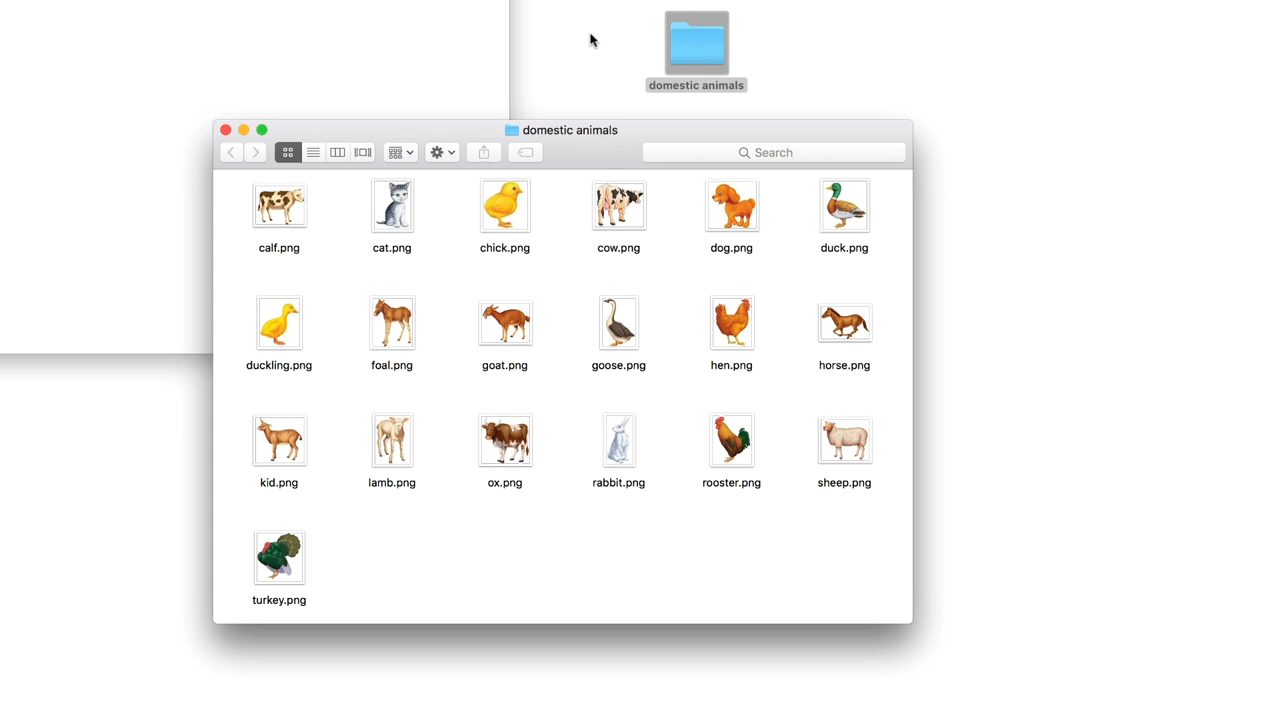 domestic animals
domestic animals
Search
calf.png
cat.png
chick.png
cow.png
dog.png
duck.png
duckling.png
foal.png
goat.png
goose.png
hen.png
horse.png
kid.png
lamb.png
ox.png
rabbit.png
rooster.png
sheep.png
turkey.png